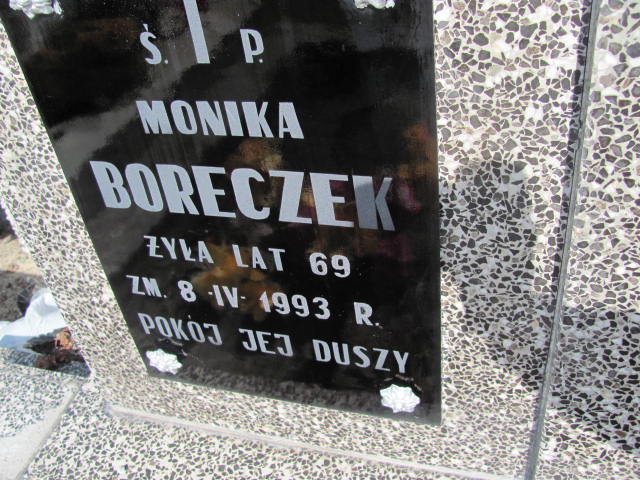 Ś. P.
MONIKA
BORECZEK
ŻYŁA LAT 69
ZM. 8-IV-1993 R.
POKÓJ JEJ DUSZY